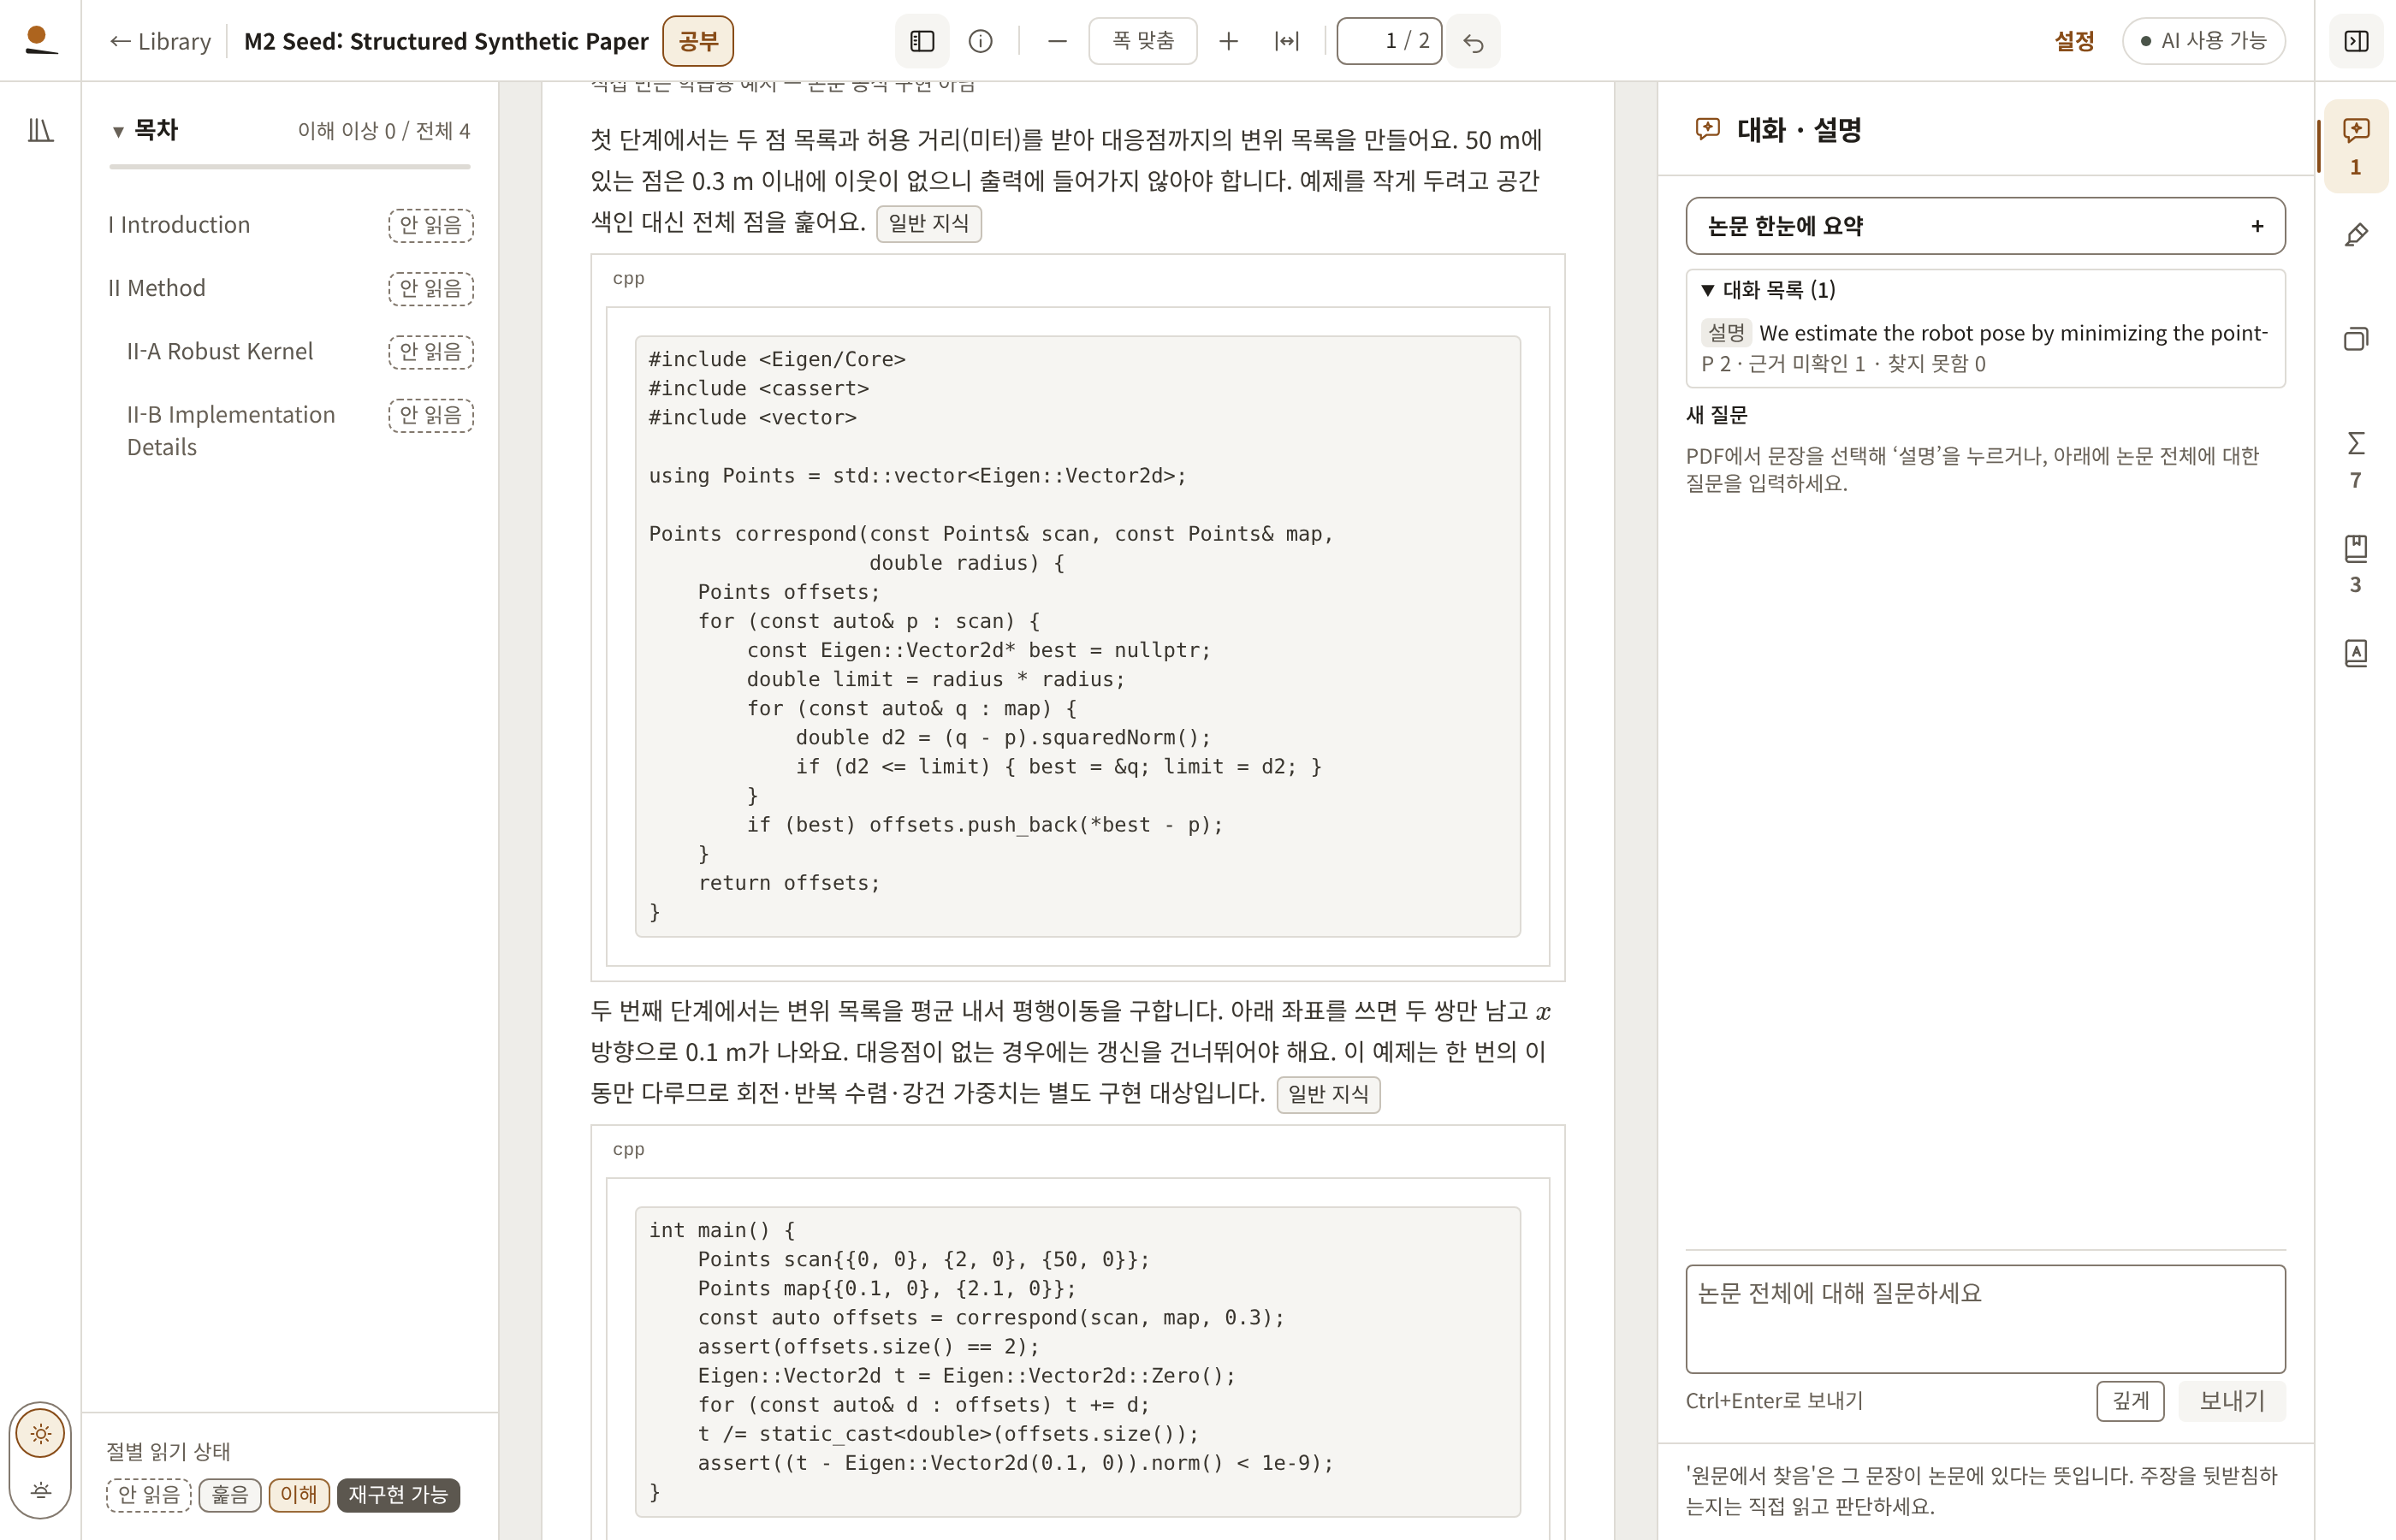 ← Library
M2 Seed: Structured Synthetic Paper
공부
폭 맞춤
1 / 2
설정
AI 사용 가능
▼ 목차
이해 이상 0 / 전체 4
I Introduction
안 읽음
II Method
안 읽음
II-A Robust Kernel
안 읽음
II-B Implementation
Details
안 읽음
절별 읽기 상태
안 읽음
훑음
이해
재구현 가능
직접 만든 학습용 예시 — 논문 공식 구현 아님
첫 단계에서는 두 점 목록과 허용 거리(미터)를 받아 대응점까지의 변위 목록을 만들어요. 50 m에
있는 점은 0.3 m 이내에 이웃이 없으니 출력에 들어가지 않아야 합니다. 예제를 작게 두려고 공간
색인 대신 전체 점을 훑어요. 일반 지식
cpp
#include <Eigen/Core>
#include <cassert>
#include <vector>
using Points = std::vector<Eigen::Vector2d>;
Points correspond(const Points& scan, const Points& map,
double radius) {
Points offsets;
for (const auto& p : scan) {
const Eigen::Vector2d* best = nullptr;
double limit = radius * radius;
for (const auto& q : map) {
double d2 = (q - p).squaredNorm();
if (d2 <= limit) { best = &q; limit = d2; }
}
if (best) offsets.push_back(*best - p);
}
return offsets;
}
두 번째 단계에서는 변위 목록을 평균 내서 평행이동을 구합니다. 아래 좌표를 쓰면 두 쌍만 남고 x
방향으로 0.1 m가 나와요. 대응점이 없는 경우에는 갱신을 건너뛰어야 해요. 이 예제는 한 번의 이
동만 다루므로 회전·반복 수렴·강건 가중치는 별도 구현 대상입니다. 일반 지식
cpp
int main() {
Points scan{{0, 0}, {2, 0}, {50, 0}};
Points map{{0.1, 0}, {2.1, 0}};
const auto offsets = correspond(scan, map, 0.3);
assert(offsets.size() == 2);
Eigen::Vector2d t = Eigen::Vector2d::Zero();
for (const auto& d : offsets) t += d;
t /= static_cast<double>(offsets.size());
assert((t - Eigen::Vector2d(0.1, 0)).norm() < 1e-9);
}
대화 · 설명
논문 한눈에 요약 +
▼ 대화 목록 (1)
설명 We estimate the robot pose by minimizing the point-
P 2 · 근거 미확인 1 · 찾지 못함 0
새 질문
PDF에서 문장을 선택해 ‘설명’을 누르거나, 아래에 논문 전체에 대한
질문을 입력하세요.
논문 전체에 대해 질문하세요
Ctrl+Enter로 보내기
깊게
보내기
'원문에서 찾음'은 그 문장이 논문에 있다는 뜻입니다. 주장을 뒷받침하
는지는 직접 읽고 판단하세요.
1
Σ
7
3
A